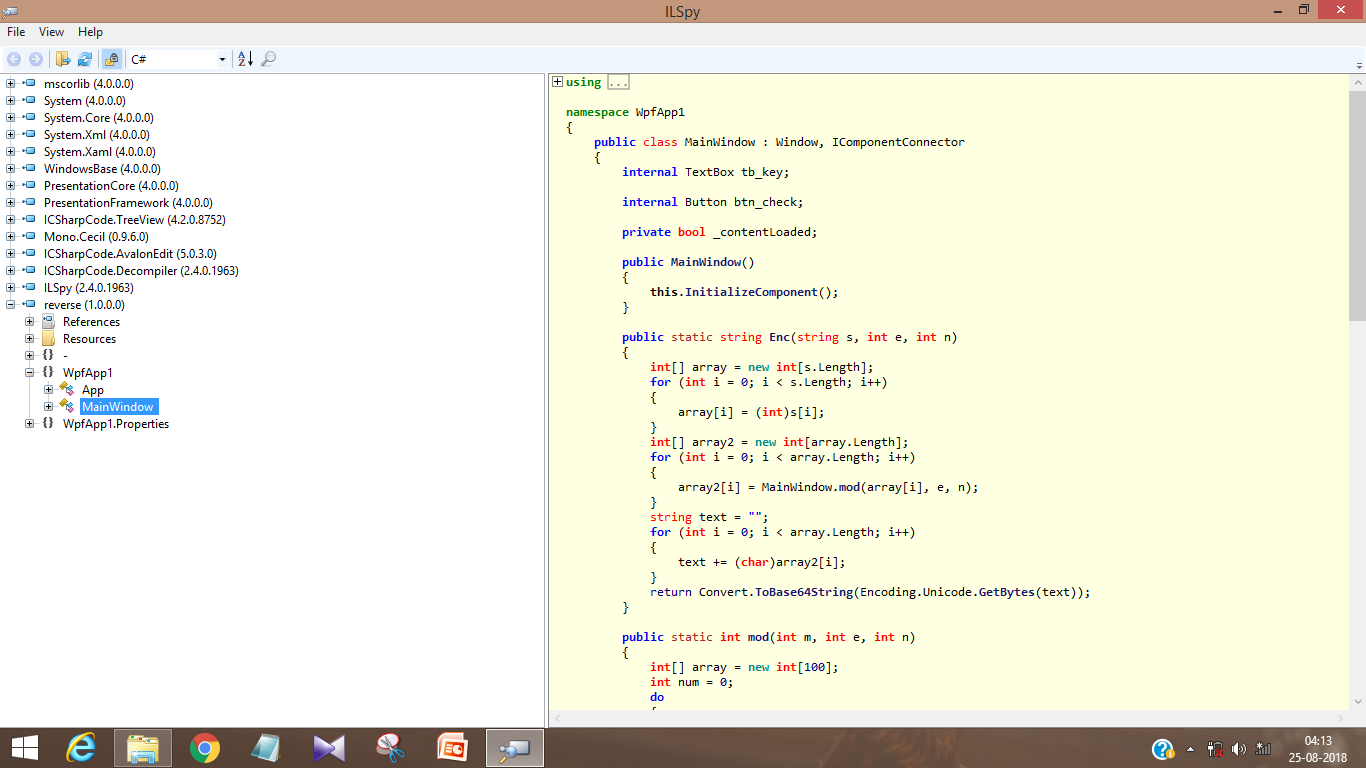 ILSpy
File View Help
C#
mscorlib (4.0.0.0)
System (4.0.0.0)
System.Core (4.0.0.0)
System.Xml (4.0.0.0)
System.Xaml (4.0.0.0)
WindowsBase (4.0.0.0)
PresentationCore (4.0.0.0)
PresentationFramework (4.0.0.0)
ICSharpCode.TreeView (4.2.0.8752)
Mono.Cecil (0.9.6.0)
ICSharpCode.AvalonEdit (5.0.3.0)
ICSharpCode.Decompiler (2.4.0.1963)
ILSpy (2.4.0.1963)
reverse (1.0.0.0)
References
Resources
{} -
{} WpfApp1
App
MainWindow
{} WpfApp1.Properties
using ...
namespace WpfApp1
{
public class MainWindow : Window, IComponentConnector
{
internal TextBox tb_key;
internal Button btn_check;
private bool _contentLoaded;
public MainWindow()
{
this.InitializeComponent();
}
public static string Enc(string s, int e, int n)
{
int[] array = new int[s.Length];
for (int i = 0; i < s.Length; i++)
{
array[i] = (int)s[i];
}
int[] array2 = new int[array.Length];
for (int i = 0; i < array.Length; i++)
{
array2[i] = MainWindow.mod(array[i], e, n);
}
string text = "";
for (int i = 0; i < array.Length; i++)
{
text += (char)array2[i];
}
return Convert.ToBase64String(Encoding.Unicode.GetBytes(text));
}
public static int mod(int m, int e, int n)
{
int[] array = new int[100];
int num = 0;
do
{
04:13
25-08-2018